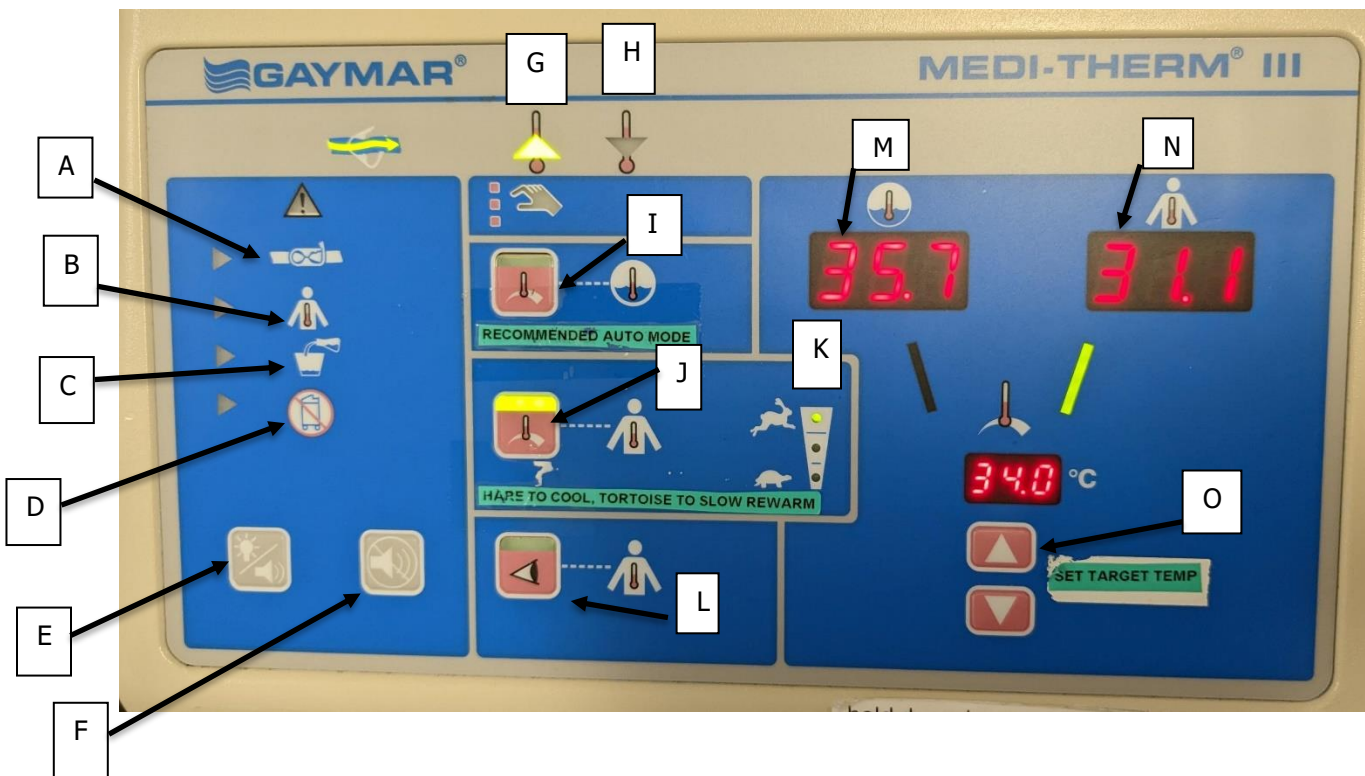 GAYMAR®
MEDI-THERM® III
G
H
A
M
N
I
B
35.7
31.1
RECOMMENDED AUTO MODE
C
J
K
D
HARE TO COOL, TORTOISE TO SLOW REWARM
34.0 °C
O
SET TARGET TEMP
E
L
F